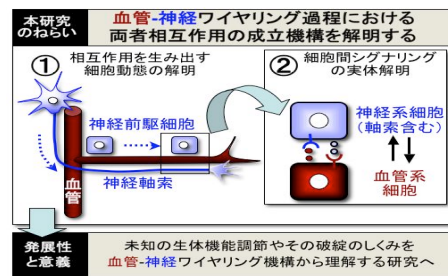 本研究
のねらい
血管-神経ワイヤリング過程における
両者相互作用の成立機構を解明する
① 相互作用を生み出す
細胞動態の解明
神経前駆細胞
神経軸索
血管
② 細胞間シグナリング
の実体解明
神経系細胞
(軸索含む)
血管系
細胞
発展性
と意義
未知の生体機能調節やその破綻のしくみを
血管-神経ワイヤリング機構から理解する研究へ